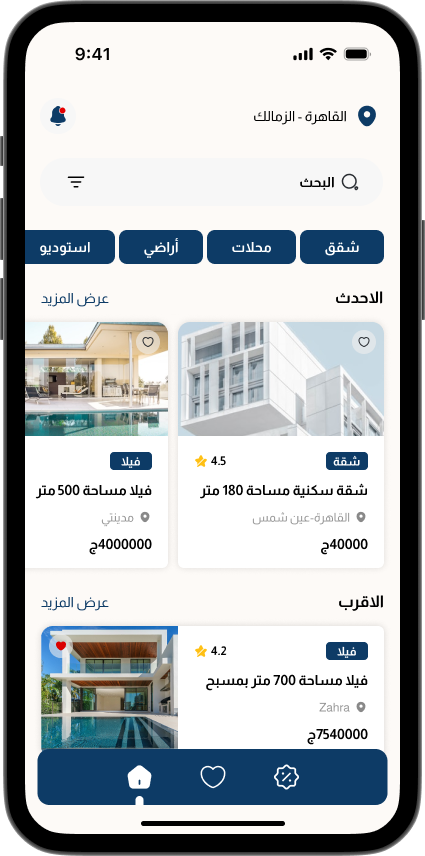 9:41
القاهرة - الزمالك
البحث
شقق
محلات
أراضي
استوديو
الاحدث
عرض المزيد
شقة
4.5
شقة سكنية مساحة 180 متر
القاهرة-عين شمس
40000ج
فيلا
فيلا مساحة 500 متر
مدينتي
4000000ج
الاقرب
عرض المزيد
فيلا
4.2
فيلا مساحة 700 متر بمسبح
Zahra
7540000ج